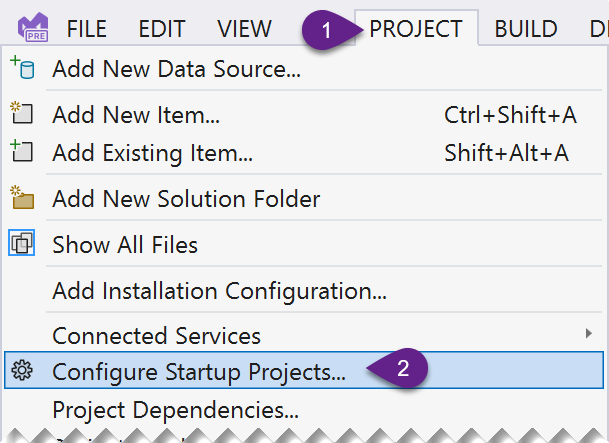 PRE FILE EDIT VIEW 1 PROJECT BUILD
Add New Data Source...
Add New Item... Ctrl+Shift+A
Add Existing Item... Shift+Alt+A
Add New Solution Folder
Show All Files
Add Installation Configuration...
Connected Services
Configure Startup Projects... 2
Project Dependencies...